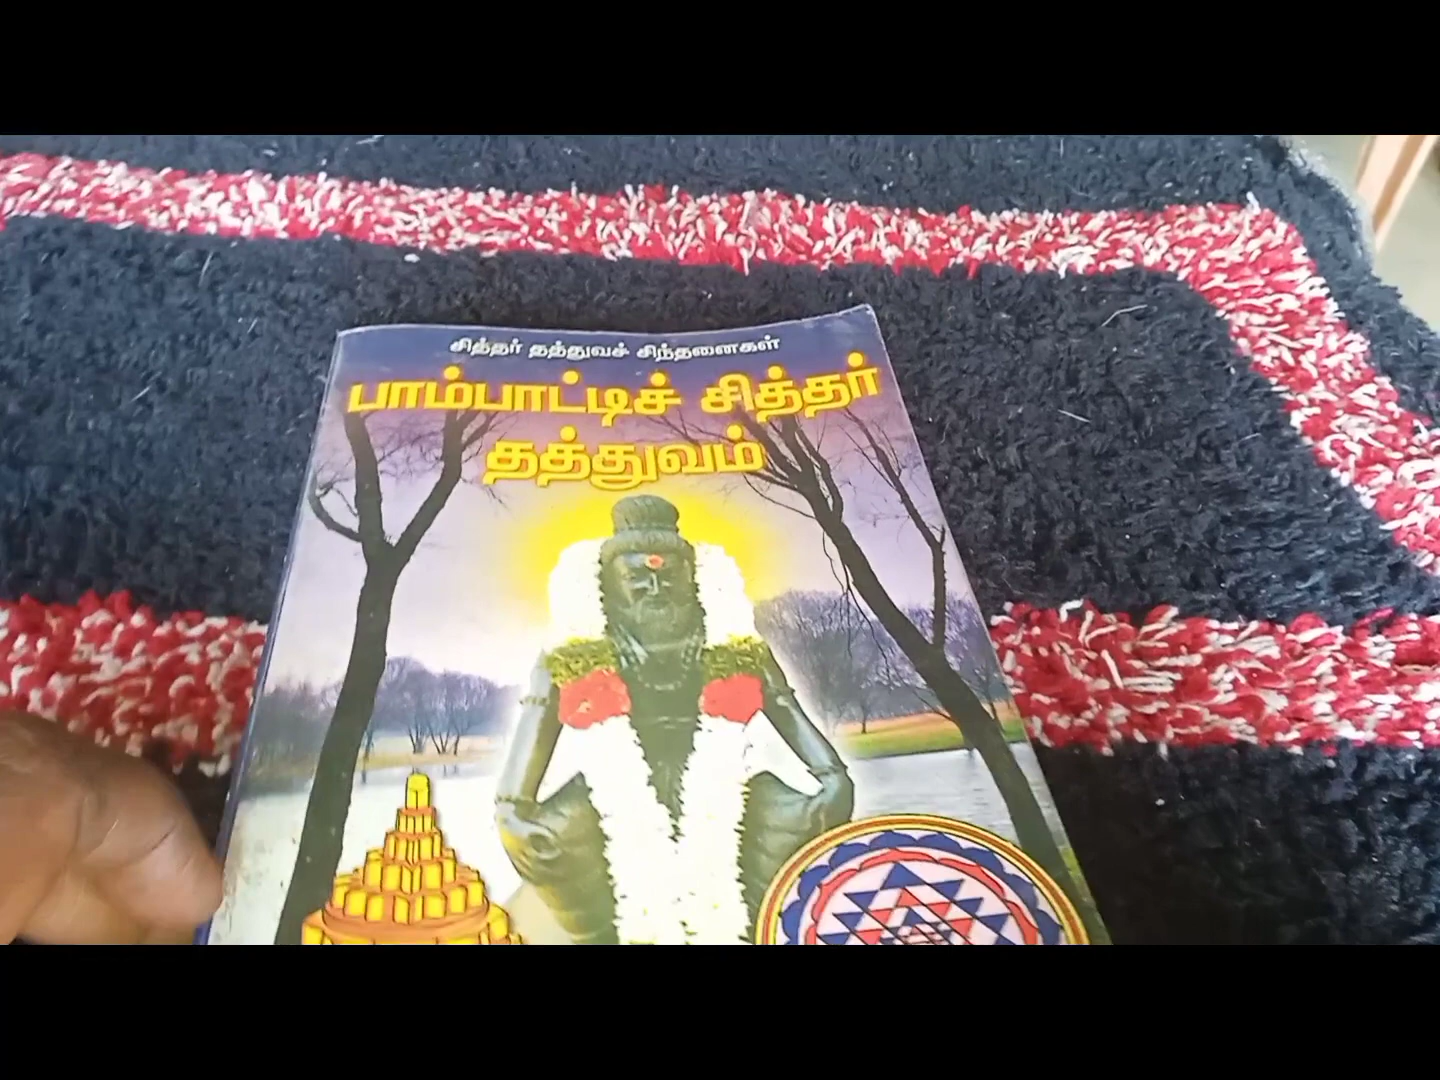 சித்தர் தத்துவச் சிந்தனைகள்
பாம்பாட்டிச் சித்தர்
தத்துவம்